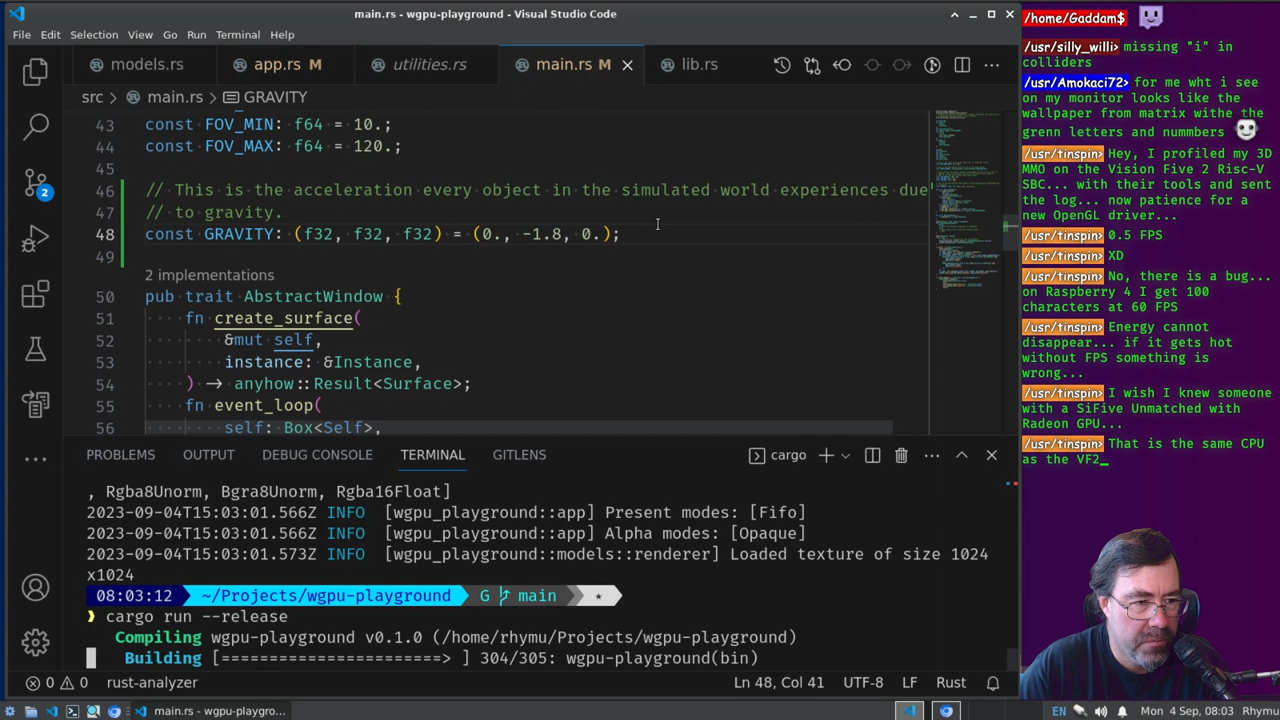 main.rs - wgpu-playground - Visual Studio Code
File Edit Selection View Go Run Terminal Help
models.rs app.rs M utilities.rs main.rs M lib.rs
src > main.rs > GRAVITY
43 const FOV_MIN: f64 = 10.;
44 const FOV_MAX: f64 = 120.;
45
46 // This is the acceleration every object in the simulator world experiences due
47 // to gravity.
48 const GRAVITY: (f32, f32, f32) = (0., -1.8, 0.);
49
2 implementations
50 pub trait AbstractWindow {
51 fn create_surface(
52 &mut self,
53 instance: &Instance,
54 ) -> anyhow::Result<Surface>;
55 fn event_loop(
56 self: Box<Self>,
2
PROBLEMS OUTPUT DEBUG CONSOLE TERMINAL GITLENS
cargo
, Rgba8Unorm, Bgra8Unorm, Rgba16Float]
2023-09-04T15:03:01.566Z INFO [wgpu_playground::app] Present modes: [Fifo]
2023-09-04T15:03:01.566Z INFO [wgpu_playground::app] Alpha modes: [Opaque]
2023-09-04T15:03:01.573Z INFO [wgpu_playground::models::renderer] Loaded texture of size 1024
x1024
08:03:12 ~/Projects/wgpu-playground G main ★
❯ cargo run --release
Compiling wgpu-playground v0.1.0 (/home/rhymu/Projects/wgpu-playground)
Building [=======================> ] 304/305: wgpu-playground(bin)
0 0 rust-analyzer Ln 48, Col 41 UTF-8 LF Rust
main.rs - wgpu-playgro... EN Mon 4 Sep, 08:03 Rhymu
/home/Gaddam$
/usr/silly_willi> missing "i" in
colliders
/usr/Amokaci72> for me wht i see
on my monitor looks like the
wallpaper from matrix withe the
grenn letters and nummbers
/usr/tinspin> Hey, I profiled my 3D
MMO on the Vision Five 2 Risc-V
SBC... with their tools and sent
the log... now patience for a
new OpenGL driver...
/usr/tinspin> 0.5 FPS
/usr/tinspin> XD
/usr/tinspin> No, there is a bug...
on Raspberry 4 I get 100
characters at 60 FPS
/usr/tinspin> Energy cannot
disappear... if it gets hot
without FPS something is
wrong...
/usr/tinspin> I wish I knew someone
with a SiFive Unmatched with
Radeon GPU...
/usr/tinspin> That is the same CPU
as the VF2_